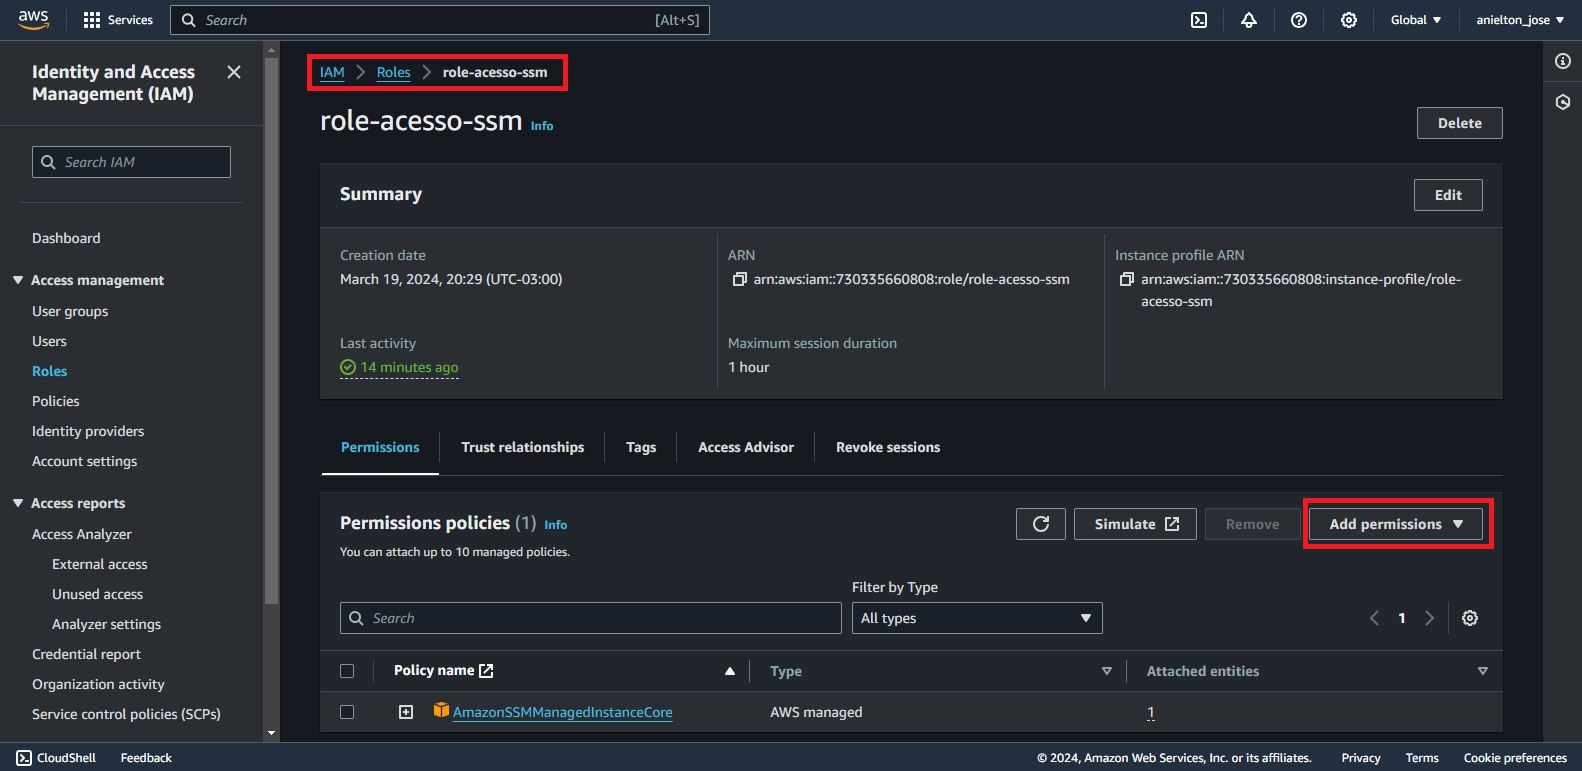 aws
Services
Search
[Alt+S]
Global
anielton_jose
Identity and Access
Management (IAM)
Search IAM
Dashboard
Access management
User groups
Users
Roles
Policies
Identity providers
Account settings
Access reports
Access Analyzer
External access
Unused access
Analyzer settings
Credential report
Organization activity
Service control policies (SCPs)
IAM > Roles > role-acesso-ssm
role-acesso-ssm Info
Delete
Summary
Edit
Creation date
March 19, 2024, 20:29 (UTC-03:00)
ARN
arn:aws:iam::730335660808:role/role-acesso-ssm
Instance profile ARN
arn:aws:iam::730335660808:instance-profile/role-
acesso-ssm
Last activity
14 minutes ago
Maximum session duration
1 hour
Permissions
Trust relationships
Tags
Access Advisor
Revoke sessions
Permissions policies (1) Info
You can attach up to 10 managed policies.
Simulate
Remove
Add permissions
Filter by Type
Search
All types
1
Policy name
Type
Attached entities
AmazonSSMManagedInstanceCore
AWS managed
1
CloudShell
Feedback
© 2024, Amazon Web Services, Inc. or its affiliates.
Privacy
Terms
Cookie preferences